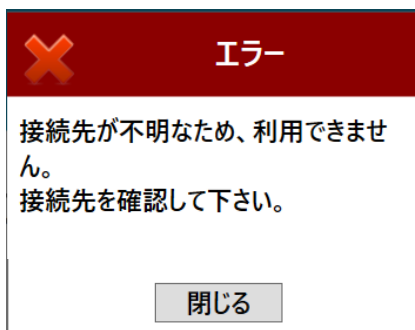 エラー
接続先が不明なため、利用できませ
ん。
接続先を確認して下さい。
閉じる